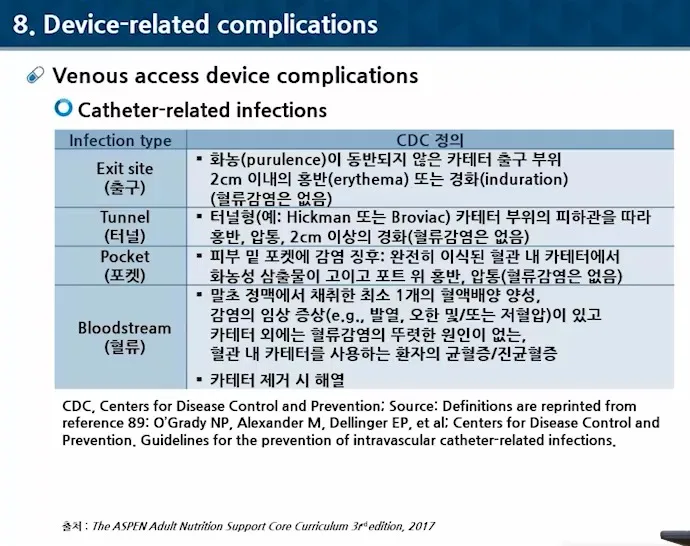 8. Device-related complications
Venous access device complications
Catheter-related infections
Infection type
CDC 정의
Exit site
(출구)
▪ 화농(purulence)이 동반되지 않은 카테터 출구 부위
2cm 이내의 홍반(erythema) 또는 경화(induration)
(혈류감염은 없음)
Tunnel
(터널)
▪ 터널형(예: Hickman 또는 Broviac) 카테터 부위의 피하관을 따라
홍반, 압통, 2cm 이상의 경화(혈류감염은 없음)
Pocket
(포켓)
▪ 피부 밑 포켓에 감염 징후: 완전히 이식된 혈관 내 카테터에서
화농성 삼출물이 고이고 포트 위 홍반, 압통(혈류감염은 없음)
Bloodstream
(혈류)
▪ 말초 정맥에서 채취한 최소 1개의 혈액배양 양성,
감염의 임상 증상(e.g., 발열, 오한 및/또는 저혈압)이 있고
카테터 외에는 혈류감염의 뚜렷한 원인이 없는,
혈관 내 카테터를 사용하는 환자의 균혈증/진균혈증
▪ 카테터 제거 시 해열
CDC, Centers for Disease Control and Prevention; Source: Definitions are reprinted from
reference 89: O'Grady NP, Alexander M, Dellinger EP, et al; Centers for Disease Control and
Prevention. Guidelines for the prevention of intravascular catheter-related infections.
출처 : The ASPEN Adult Nutrition Support Core Curriculum 3rd edition, 2017